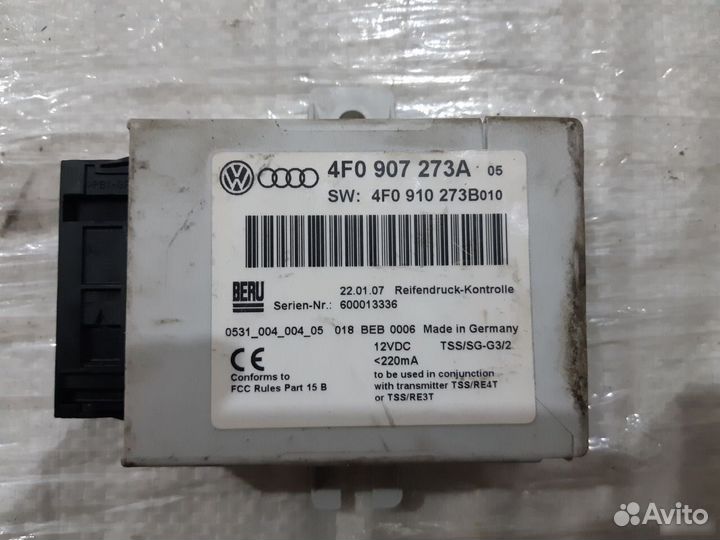 4F0 907 273A 05
SW: 4F0 910 273B010
BERU
22.01.07 Reifendruck-Kontrolle
Serien-Nr.: 600013336
0531_004_004_05 018 BEB 0006 Made in Germany
CE
12VDC TSS/SG-G3/2
<220mA
Conforms to
FCC Rules Part 15 B
to be used in conjunction
with transmitter TSS/RE4T
or TSS/RE3T
Avito